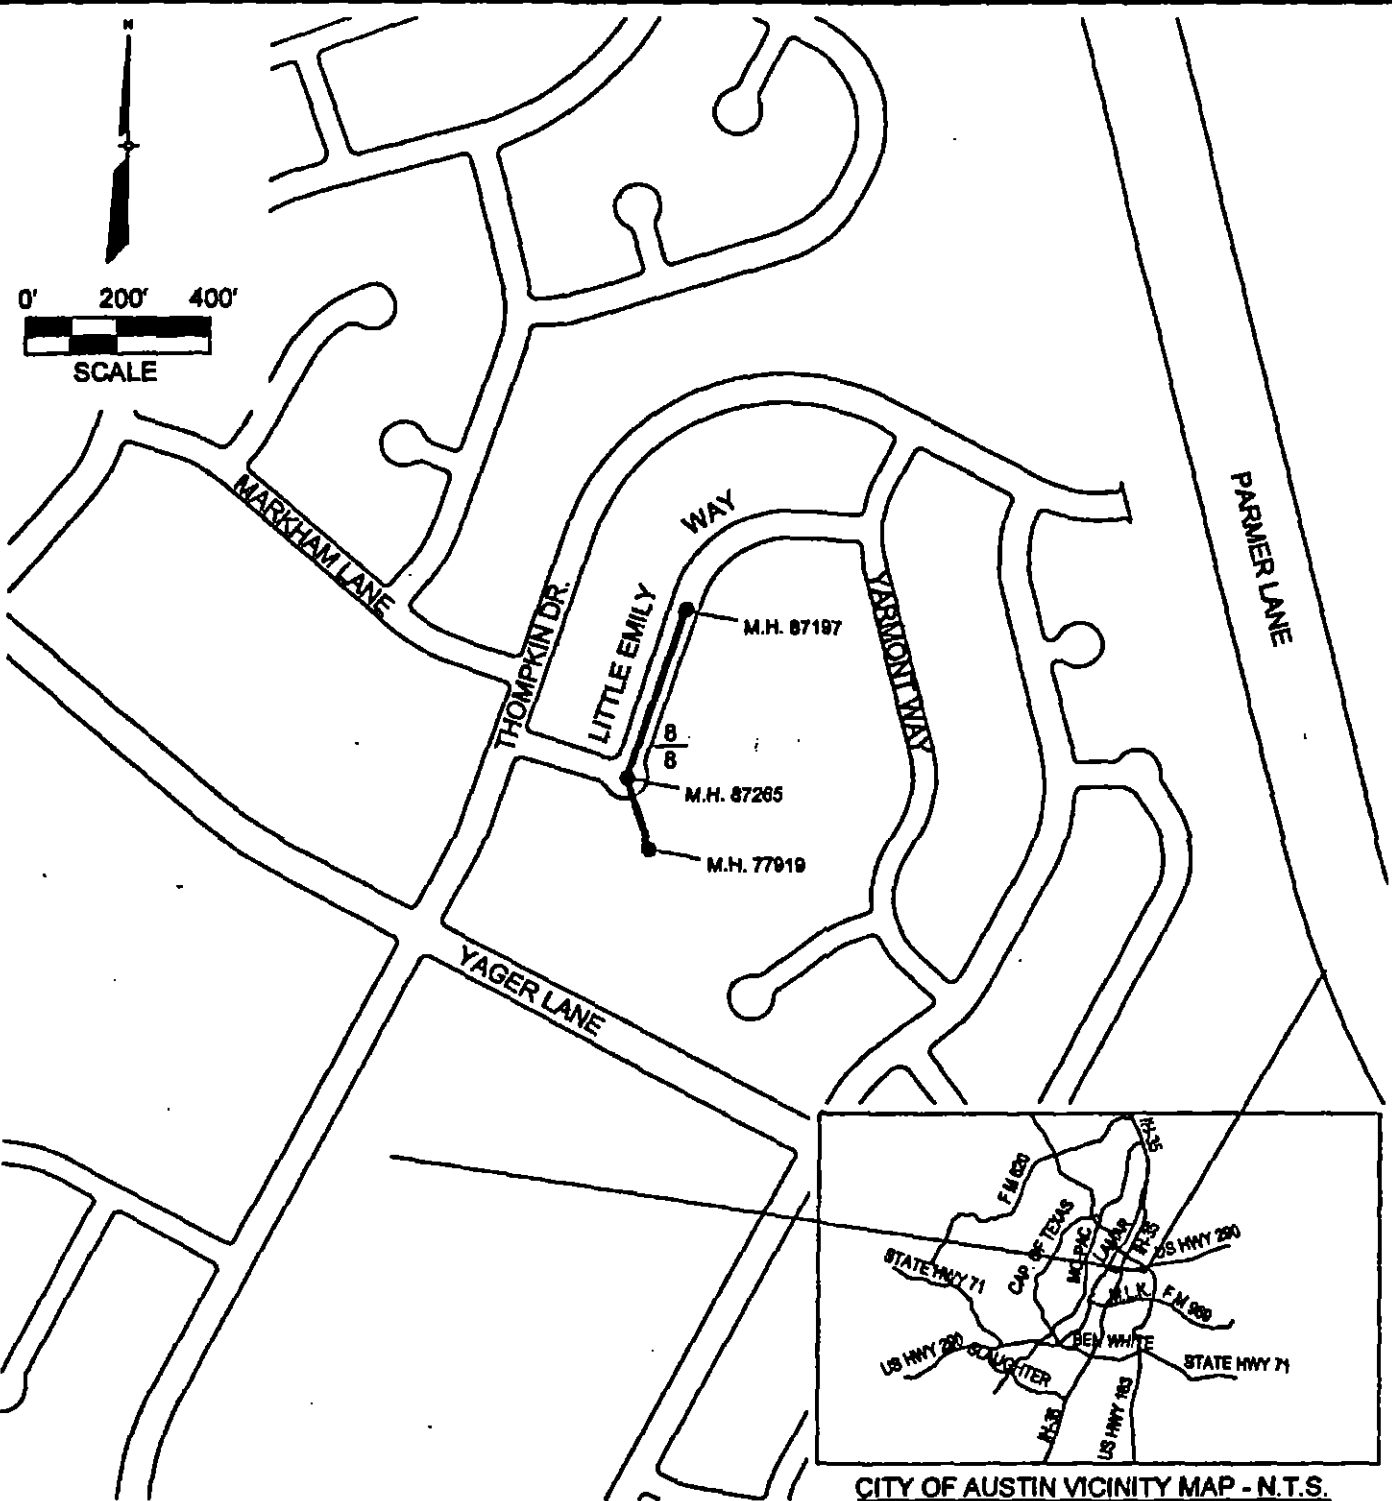 N
0' 200' 400'
SCALE
MARKHAM LANE
THOMPKIN DR.
LITTLE EMILY
WAY
YARMONT WAY
PARMER LANE
M.H. 87197
8
8
M.H. 87265
M.H. 77919
YAGER LANE
IH-35
F M 620
CAP. OF TEXAS
MO-PAC
LAMAR
IH-35
US HWY 290
STATE HWY 71
M.L.K.
F M 969
US HWY 290
SLAUGHTER
BEN WHITE
STATE HWY 71
IH-35
US HWY 183
CITY OF AUSTIN VICINITY MAP - N.T.S.